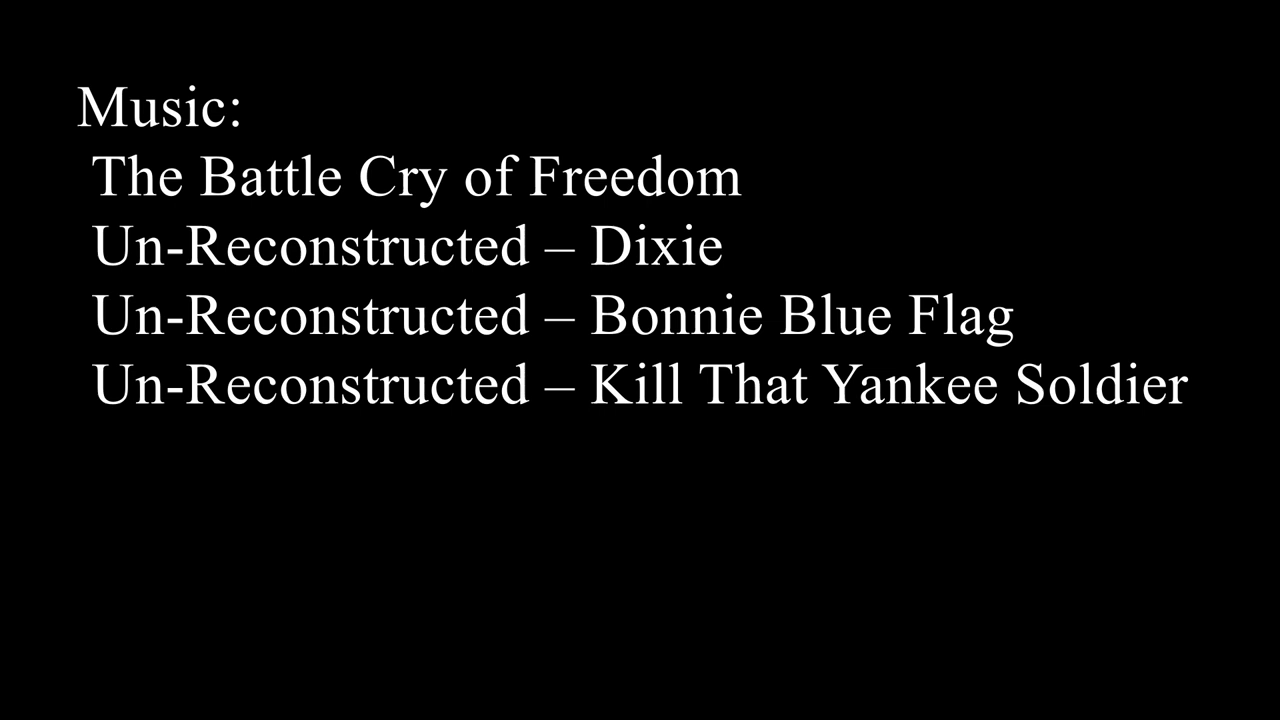 Music:
The Battle Cry of Freedom
Un-Reconstructed – Dixie
Un-Reconstructed – Bonnie Blue Flag
Un-Reconstructed – Kill That Yankee Soldier